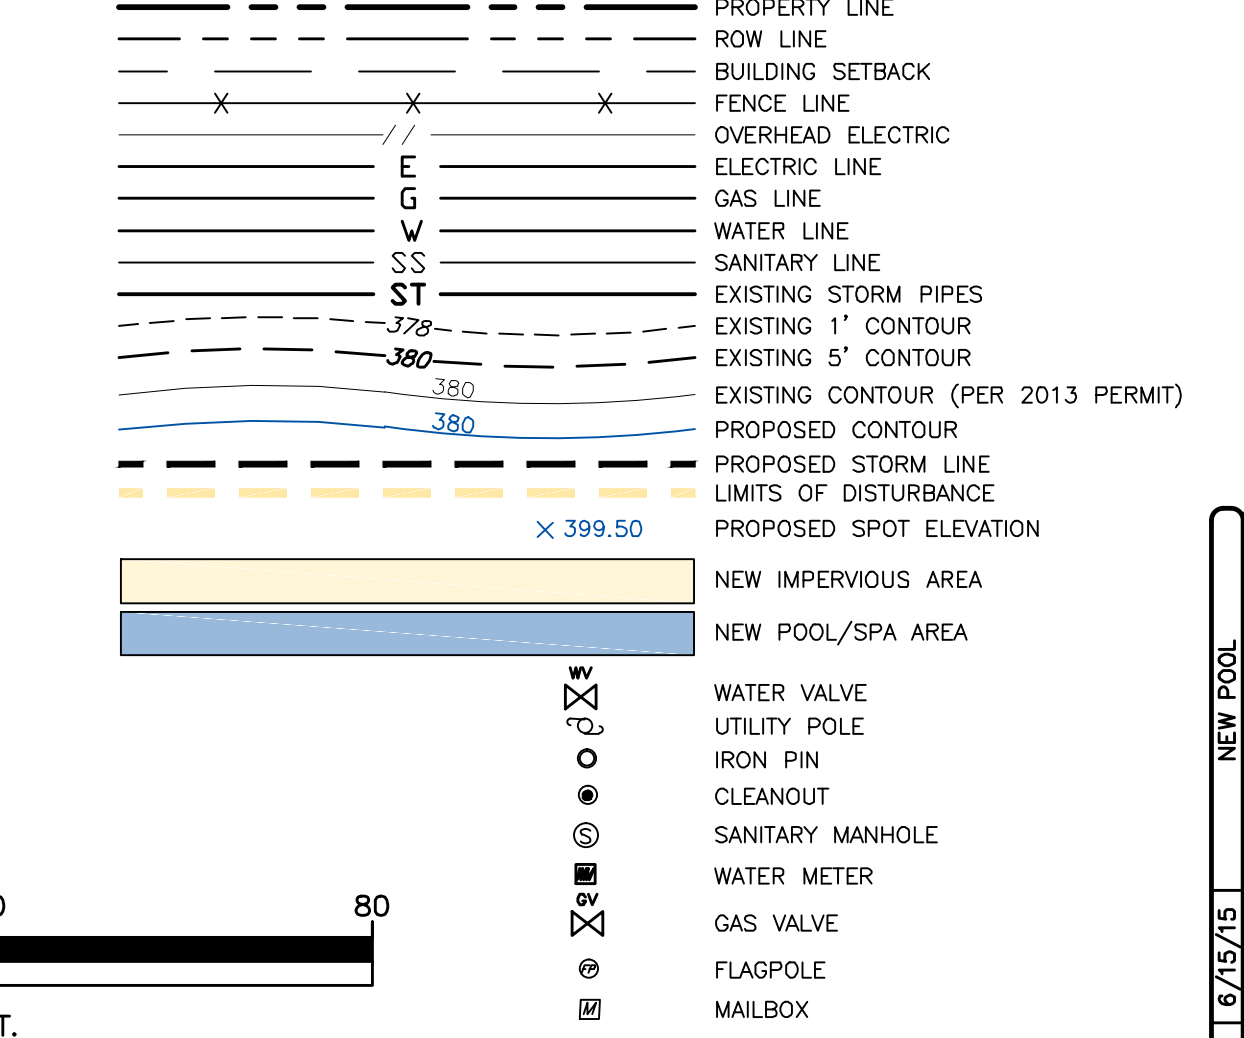 PROPERTY LINE
ROW LINE
BUILDING SETBACK
FENCE LINE
// OVERHEAD ELECTRIC
E ELECTRIC LINE
G GAS LINE
W WATER LINE
SS SANITARY LINE
ST EXISTING STORM PIPES
378 EXISTING 1' CONTOUR
380 EXISTING 5' CONTOUR
380 EXISTING CONTOUR (PER 2013 PERMIT)
380 PROPOSED CONTOUR
PROPOSED STORM LINE
LIMITS OF DISTURBANCE
× 399.50 PROPOSED SPOT ELEVATION
NEW IMPERVIOUS AREA
NEW POOL/SPA AREA
WV
WATER VALVE
UTILITY POLE
IRON PIN
CLEANOUT
S SANITARY MANHOLE
WATER METER
GV
GAS VALVE
FP FLAGPOLE
M MAILBOX
0 80
T.
NEW POOL
6/15/15